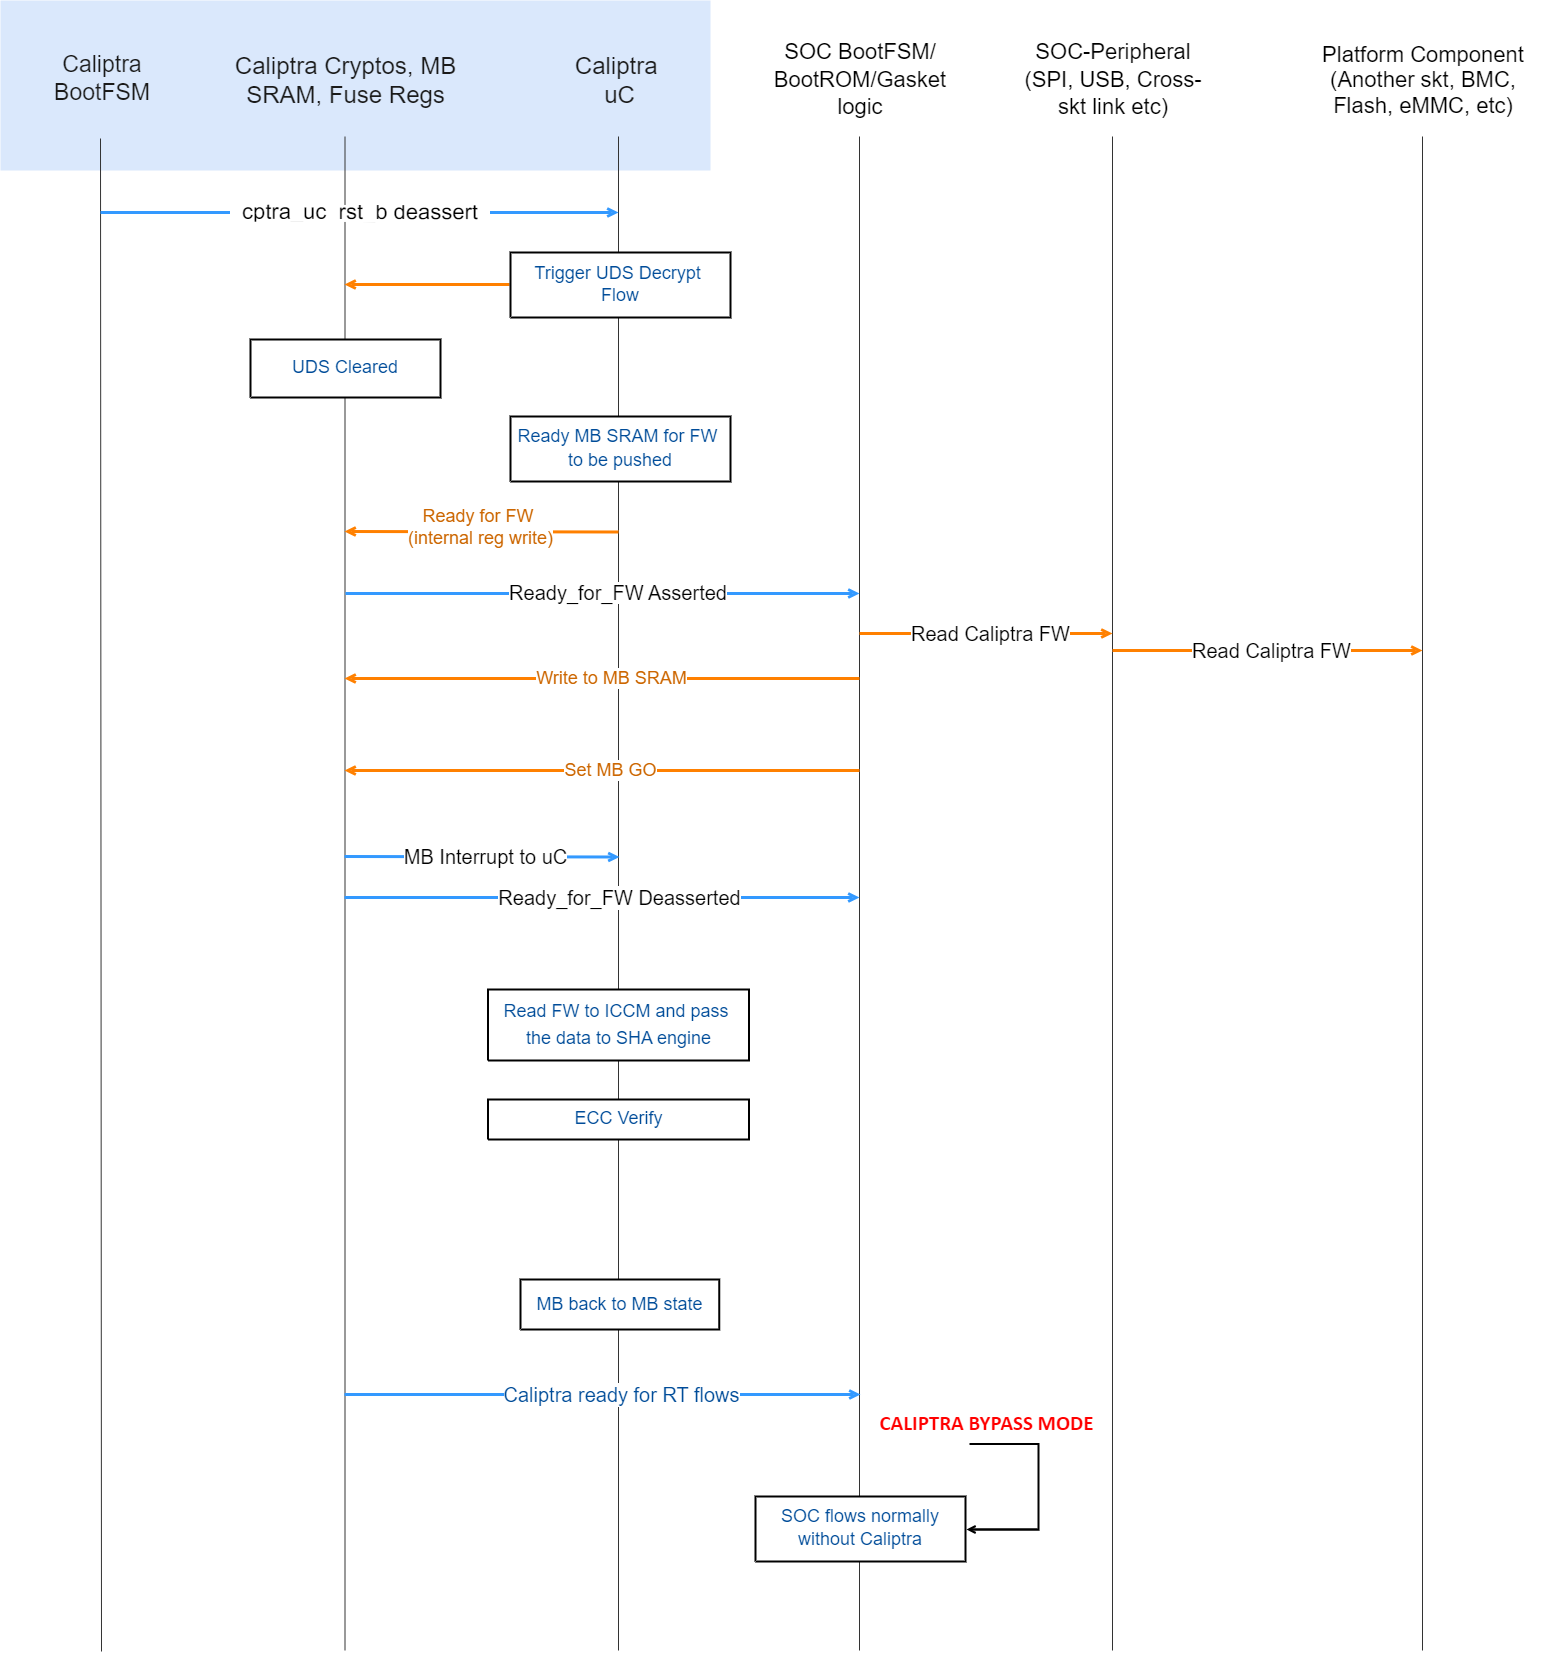 Caliptra
BootFSM
Caliptra Cryptos, MB
SRAM, Fuse Regs
Caliptra
uC
SOC BootFSM/
BootROM/Gasket
logic
SOC-Peripheral
(SPI, USB, Cross-
skt link etc)
Platform Component
(Another skt, BMC,
Flash, eMMC, etc)
cptra_uc_rst_b deassert
Trigger UDS Decrypt
Flow
UDS Cleared
Ready MB SRAM for FW
to be pushed
Ready for FW
(internal reg write)
Ready_for_FW Asserted
Read Caliptra FW
Read Caliptra FW
Write to MB SRAM
Set MB GO
MB Interrupt to uC
Ready_for_FW Deasserted
Read FW to ICCM and pass
the data to SHA engine
ECC Verify
MB back to MB state
Caliptra ready for RT flows
CALIPTRA BYPASS MODE
SOC flows normally
without Caliptra